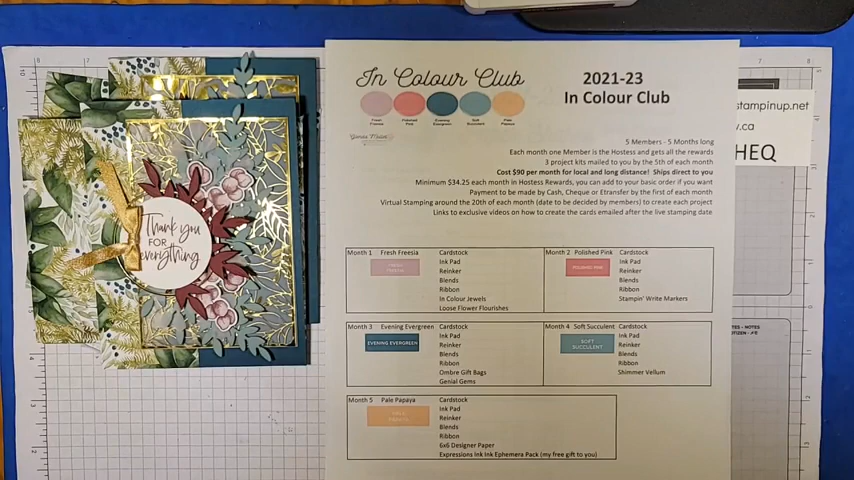 In Colour Club
Fresh Freesia
Polished Pink
Evening Evergreen
Soft Succulent
Pale Papaya
2021-23
In Colour Club
5 Members - 5 Months long
Each month one Member is the Hostess and gets all the rewards
3 project kits mailed to you by the 5th of each month
Cost $90 per month for local and long distance! Ships direct to you
Minimum $34.25 each month in Hostess Rewards, you can add to your basic order if you want
Payment to be made by Cash, Cheque or Etransfer by the first of each month
Virtual Stamping around the 20th of each month (date to be decided by members) to create each project
Links to exclusive videos on how to create the cards emailed after the live stamping date
Month 1 Fresh Freesia
FRESH FREESIA
Cardstock
Ink Pad
Reinker
Blends
Ribbon
In Colour Jewels
Loose Flower Flourishes
Month 2 Polished Pink
POLISHED PINK
Cardstock
Ink Pad
Reinker
Blends
Ribbon
Stampin' Write Markers
Month 3 Evening Evergreen
EVENING EVERGREEN
Cardstock
Ink Pad
Reinker
Blends
Ribbon
Ombre Gift Bags
Genial Gems
Month 4 Soft Succulent
SOFT
SUCCULENT
Cardstock
Ink Pad
Reinker
Blends
Ribbon
Shimmer Vellum
Month 5 Pale Papaya
PALE
PAPAYA
Cardstock
Ink Pad
Reinker
Blends
Ribbon
6x6 Designer Paper
Expressions Ink Ink Ephemera Pack (my free gift to you)
Thank you
FOR
everything
stampinup.net
.ca
HEQ